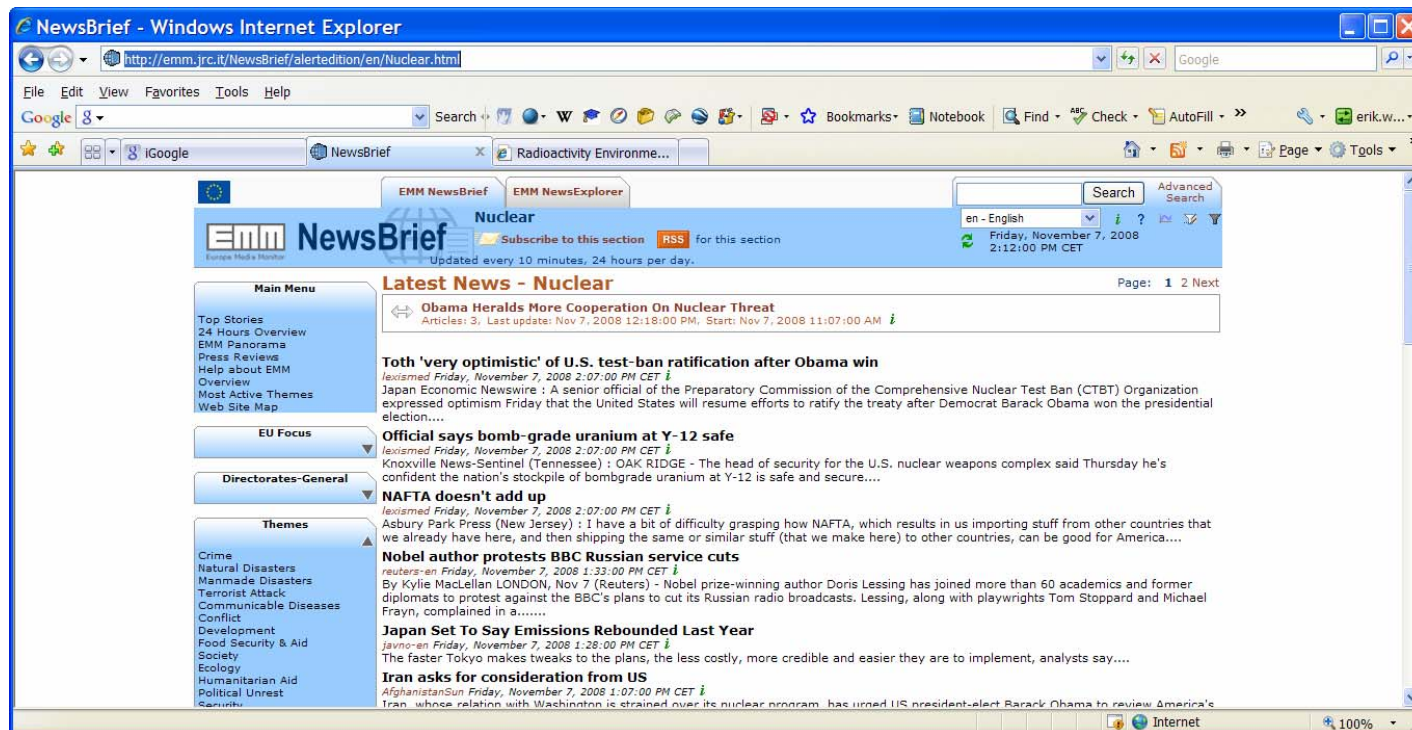 NewsBrief - Windows Internet Explorer
http://emm.jrc.it/NewsBrief/alertedition/en/Nuclear.html
Google
File Edit View Favorites Tools Help
Google
Search
W
Bookmarks
Notebook
Find
Check
AutoFill
erik.w...
iGoogle
NewsBrief
Radioactivity Environme...
Page
Tools
EMM NewsBrief
EMM NewsExplorer
Search
Advanced
Search
Emm
Europe Media Monitor
NewsBrief
Nuclear
Subscribe to this section RSS for this section
Updated every 10 minutes, 24 hours per day.
en - English
i ?
Friday, November 7, 2008
2:12:00 PM CET
Main Menu
Top Stories
24 Hours Overview
EMM Panorama
Press Reviews
Help about EMM
Overview
Most Active Themes
Web Site Map
EU Focus
Directorates-General
Themes
Crime
Natural Disasters
Manmade Disasters
Terrorist Attack
Communicable Diseases
Conflict
Development
Food Security & Aid
Society
Ecology
Humanitarian Aid
Political Unrest
Security
Latest News - Nuclear
Page: 1 2 Next
Obama Heralds More Cooperation On Nuclear Threat
Articles: 3, Last update: Nov 7, 2008 12:18:00 PM, Start: Nov 7, 2008 11:07:00 AM i
Toth 'very optimistic' of U.S. test-ban ratification after Obama win
lexismed Friday, November 7, 2008 2:07:00 PM CET i
Japan Economic Newswire : A senior official of the Preparatory Commission of the Comprehensive Nuclear Test Ban (CTBT) Organization
expressed optimism Friday that the United States will resume efforts to ratify the treaty after Democrat Barack Obama won the presidential
election....
Official says bomb-grade uranium at Y-12 safe
lexismed Friday, November 7, 2008 2:07:00 PM CET i
Knoxville News-Sentinel (Tennessee) : OAK RIDGE - The head of security for the U.S. nuclear weapons complex said Thursday he's
confident the nation's stockpile of bombgrade uranium at Y-12 is safe and secure....
NAFTA doesn't add up
lexismed Friday, November 7, 2008 2:07:00 PM CET i
Asbury Park Press (New Jersey) : I have a bit of difficulty grasping how NAFTA, which results in us importing stuff from other countries that
we already have here, and then shipping the same or similar stuff (that we make here) to other countries, can be good for America....
Nobel author protests BBC Russian service cuts
reuters-en Friday, November 7, 2008 1:33:00 PM CET i
By Kylie MacLellan LONDON, Nov 7 (Reuters) - Nobel prize-winning author Doris Lessing has joined more than 60 academics and former
diplomats to protest against the BBC's plans to cut its Russian radio broadcasts. Lessing, along with playwrights Tom Stoppard and Michael
Frayn, complained in a.......
Japan Set To Say Emissions Rebounded Last Year
javno-en Friday, November 7, 2008 1:28:00 PM CET i
The faster Tokyo makes tweaks to the plans, the less costly, more credible and easier they are to implement, analysts say....
Iran asks for consideration from US
AfghanistanSun Friday, November 7, 2008 1:07:00 PM CET i
Iran, whose relation with Washington is strained over its nuclear program, has urged US president-elect Barack Obama to review America's
Internet
100%